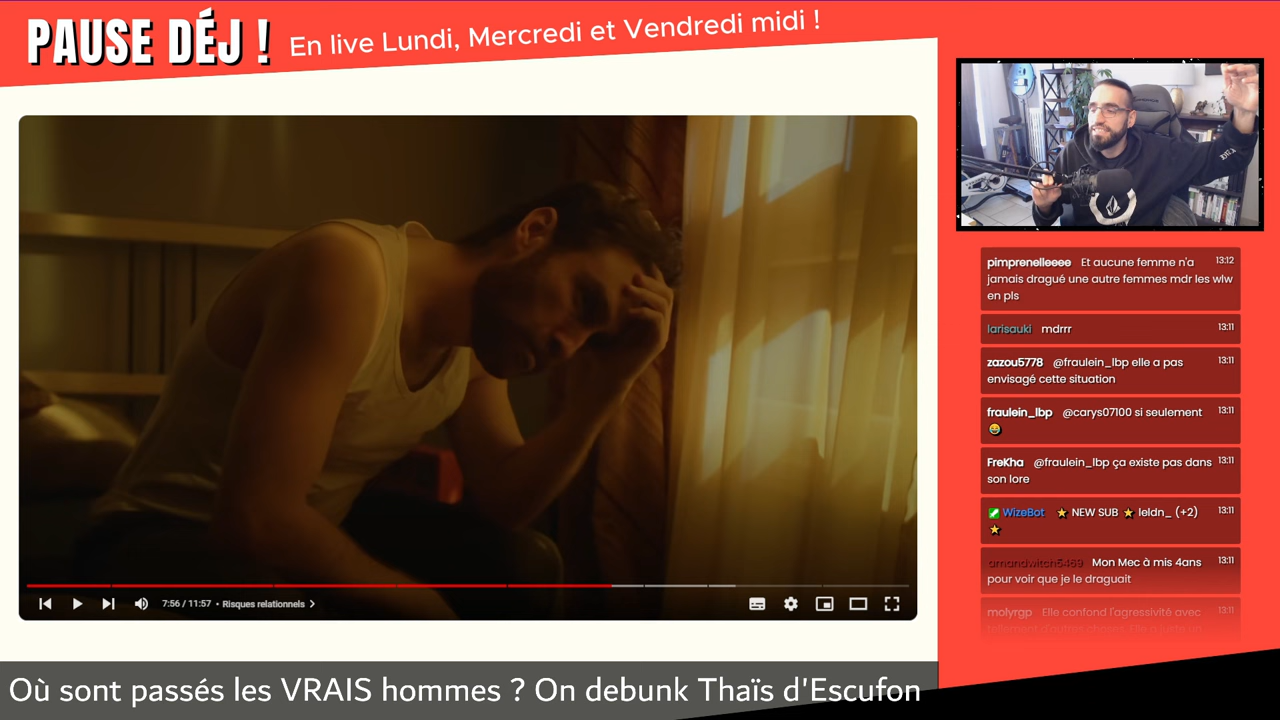 PAUSE DÉJ !
En live Lundi, Mercredi et Vendredi midi !
pimprenelleeee Et aucune femme n'a 13:12
jamais dragué une autre femmes mdr les wlw
en pls
larisauki mdrrr 13:11
zazou5778 @fraulein_lbp elle a pas 13:11
envisagé cette situation
fraulein_lbp @carys07100 si seulement 13:11
😅
FreKha @fraulein_lbp ça existe pas dans 13:11
son lore
WizeBot ⭐ NEW SUB ⭐ leldn_ (+2) 13:11
⭐
amandwitch5469 Mon Mec à mis 4ans 13:11
pour voir que je le draguait
molyrgp Elle confond l'agressivité avec 13:11
7:56 / 11:57 • Risques relationnels >
Où sont passés les VRAIS hommes ? On debunk Thaïs d'Escufon